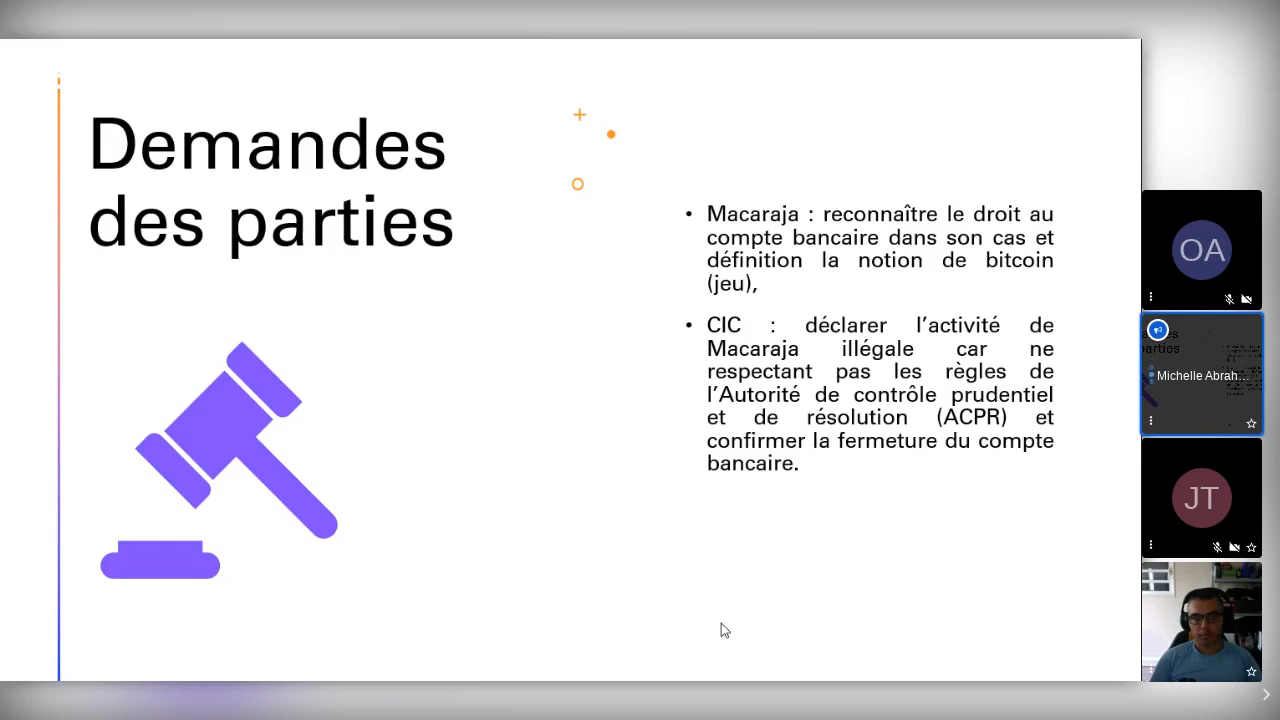 Demandes
des parties
• Macaraja : reconnaître le droit au
compte bancaire dans son cas et
définition la notion de bitcoin
(jeu),
• CIC : déclarer l’activité de
Macaraja illégale car ne
respectant pas les règles de
l’Autorité de contrôle prudentiel
et de résolution (ACPR) et
confirmer la fermeture du compte
bancaire.
OA
Michelle Abrah...
JT